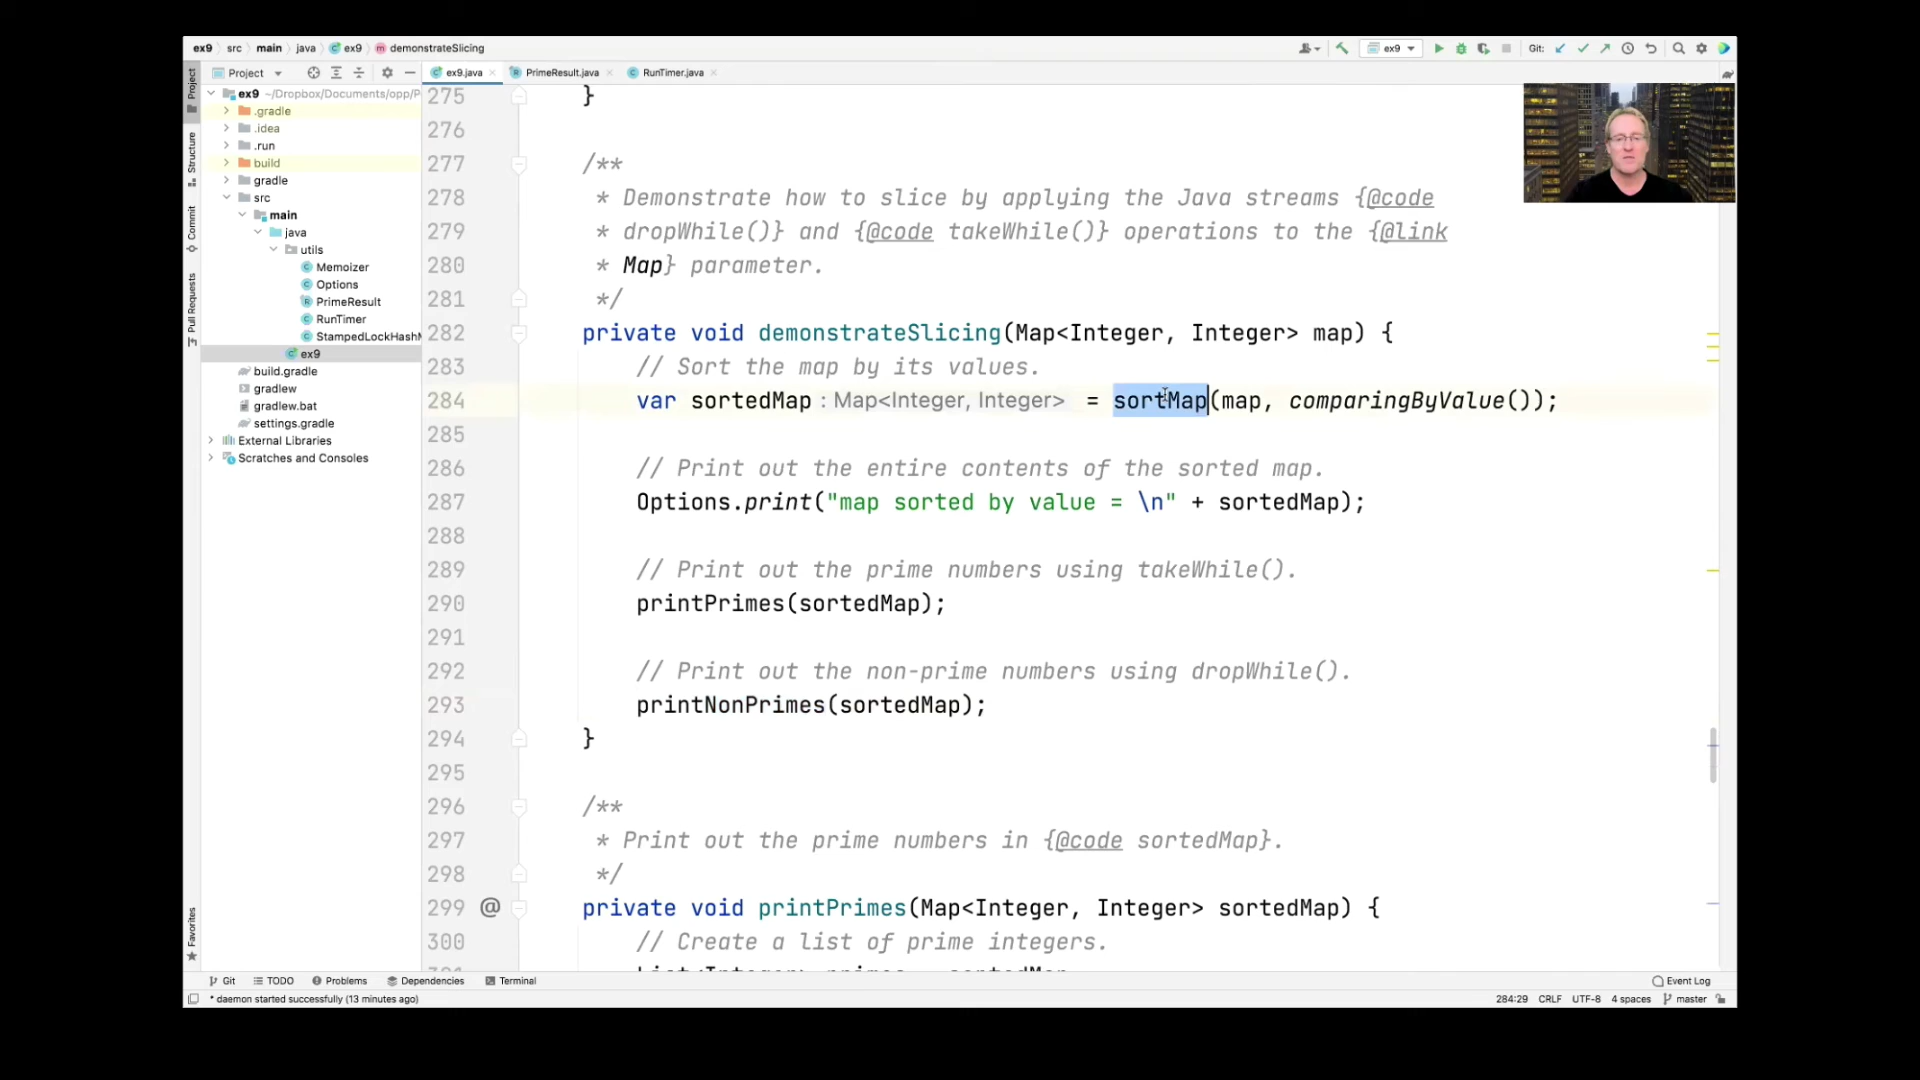 ex9 src main java ex9 demonstrateSlicing
ex9
Git:
Project
ex9.java
PrimeResult.java
RunTimer.java
Project
Structure
Commit
Pull Requests
Favorites
ex9 ~/Dropbox/Documents/opp/P
.gradle
.idea
.run
build
gradle
src
main
java
utils
Memoizer
Options
PrimeResult
RunTimer
StampedLockHashM
ex9
build.gradle
gradlew
gradlew.bat
settings.gradle
External Libraries
Scratches and Consoles
275 }
276
277 /**
278 * Demonstrate how to slice by applying the Java streams {@code
279 * dropWhile()} and {@code takeWhile()} operations to the {@link
280 * Map} parameter.
281 */
282 private void demonstrateSlicing(Map<Integer, Integer> map) {
283 // Sort the map by its values.
284 var sortedMap : Map<Integer, Integer> = sortMap(map, comparingByValue());
285
286 // Print out the entire contents of the sorted map.
287 Options.print("map sorted by value = \n" + sortedMap);
288
289 // Print out the prime numbers using takeWhile().
290 printPrimes(sortedMap);
291
292 // Print out the non-prime numbers using dropWhile().
293 printNonPrimes(sortedMap);
294 }
295
296 /**
297 * Print out the prime numbers in {@code sortedMap}.
298 */
299 @ private void printPrimes(Map<Integer, Integer> sortedMap) {
300 // Create a list of prime integers.
Git TODO Problems Dependencies Terminal Event Log
* daemon started successfully (13 minutes ago) 284:29 CRLF UTF-8 4 spaces master